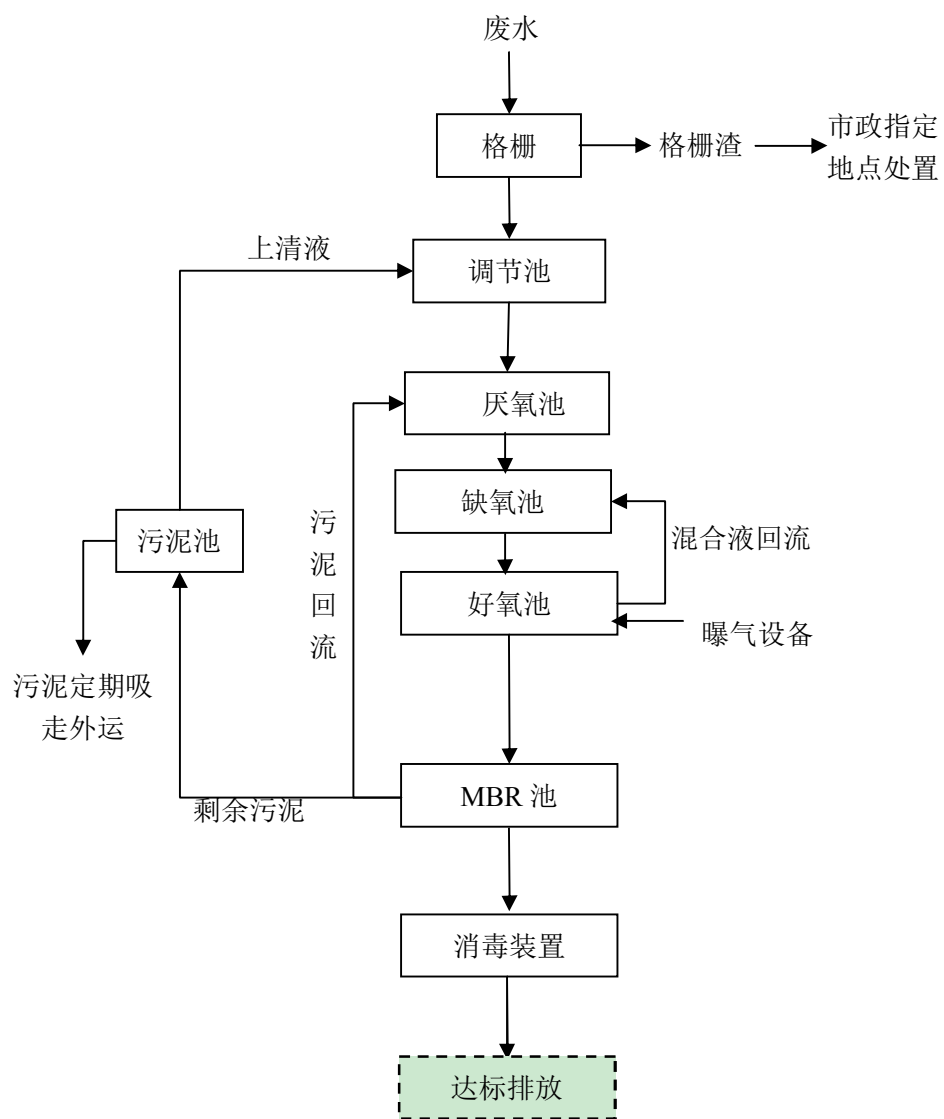 废水
格栅
格栅渣
市政指定
地点处置
上清液
调节池
厌氧池
缺氧池
污泥池
污泥回流
混合液回流
好氧池
曝气设备
污泥定期吸
走外运
MBR 池
剩余污泥
消毒装置
达标排放